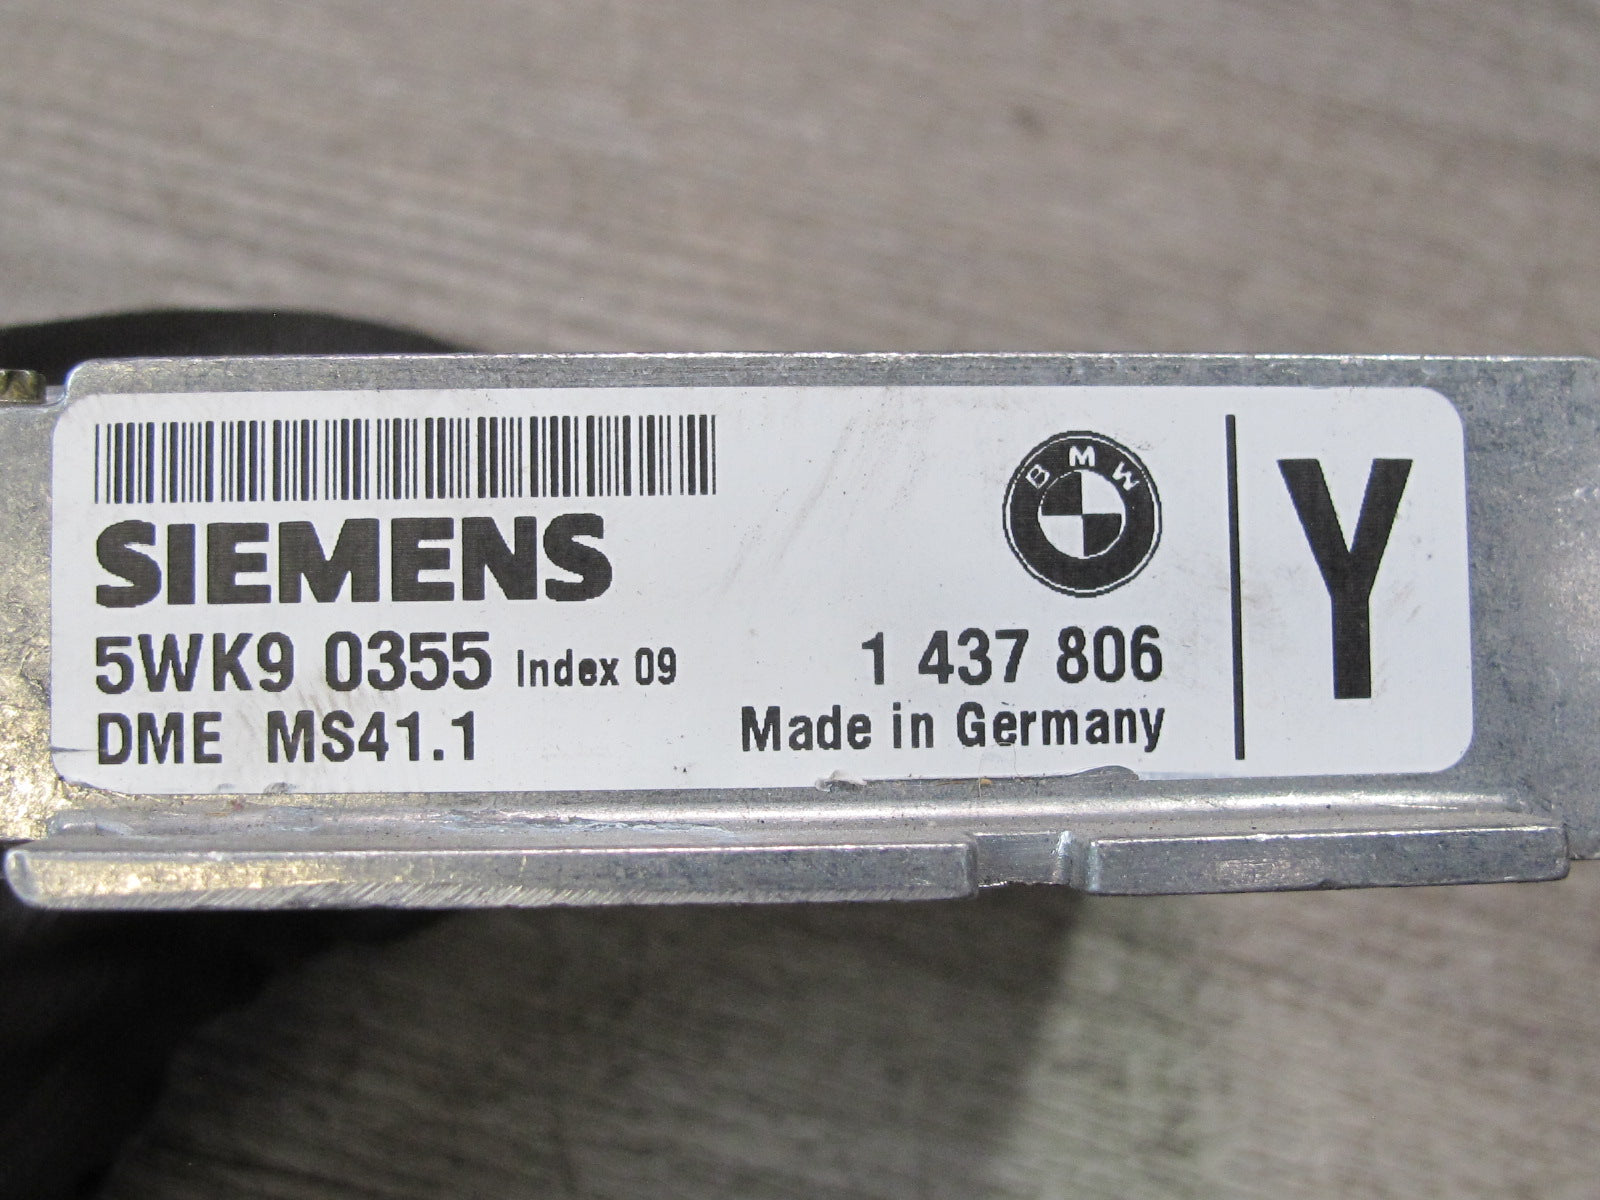 SIEMENS
BMW
5WK9 0355 Index 09
1 437 806
DME MS41.1
Made in Germany
Y